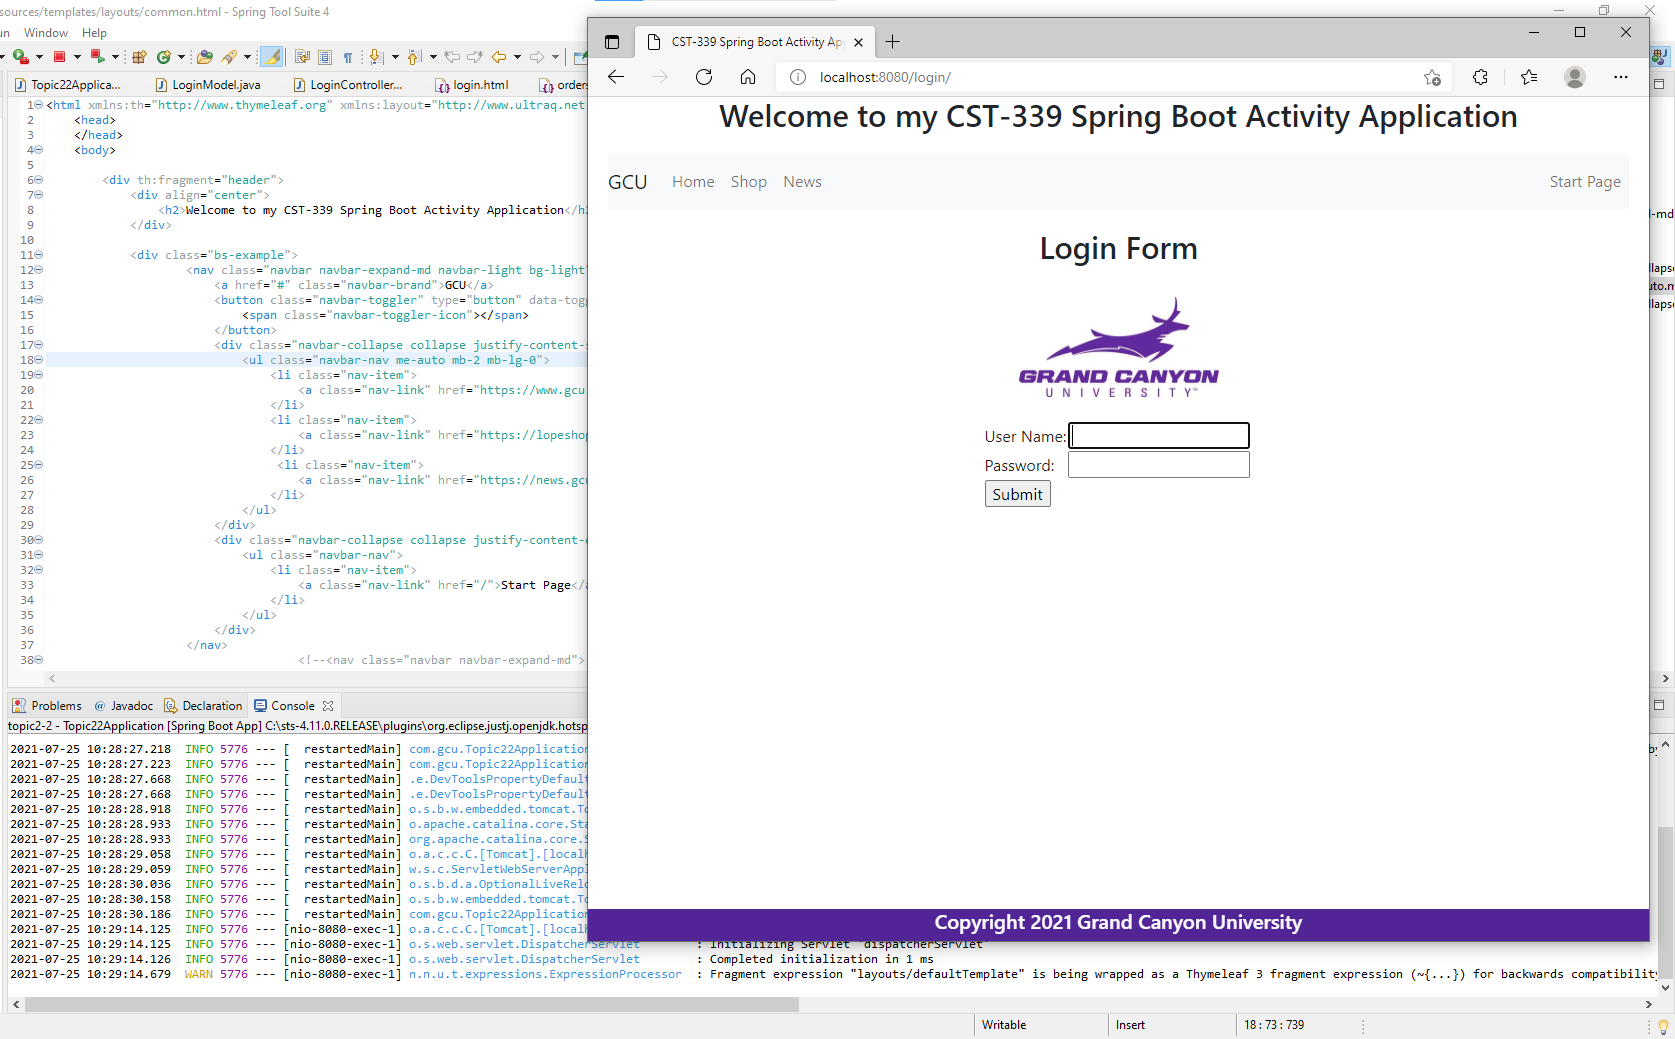 sources/templates/layouts/common.html - Spring Tool Suite 4
un Window Help
Topic22Applica... LoginModel.java LoginController... login.html orders
1 <html xmlns:th="http://www.thymeleaf.org" xmlns:layout="http://www.ultraq.net
2 <head>
3 </head>
4 <body>
5
6 <div th:fragment="header">
7 <div align="center">
8 <h2>Welcome to my CST-339 Spring Boot Activity Application</h2
9 </div>
10
11 <div class="bs-example">
12 <nav class="navbar navbar-expand-md navbar-light bg-light"
13 <a href="#" class="navbar-brand">GCU</a>
14 <button class="navbar-toggler" type="button" data-togg
15 <span class="navbar-toggler-icon"></span>
16 </button>
17 <div class="navbar-collapse collapse justify-content-s
18 <ul class="navbar-nav me-auto mb-2 mb-lg-0">
19 <li class="nav-item">
20 <a class="nav-link" href="https://www.gcu
21 </li>
22 <li class="nav-item">
23 <a class="nav-link" href="https://lopeshop
24 </li>
25 <li class="nav-item">
26 <a class="nav-link" href="https://news.gcu
27 </li>
28 </ul>
29 </div>
30 <div class="navbar-collapse collapse justify-content-e
31 <ul class="navbar-nav">
32 <li class="nav-item">
33 <a class="nav-link" href="/">Start Page</a
34 </li>
35 </ul>
36 </div>
37 </nav>
38 <!--<nav class="navbar navbar-expand-md">
CST-339 Spring Boot Activity Ap
localhost:8080/login/
Welcome to my CST-339 Spring Boot Activity Application
GCU Home Shop News Start Page
Login Form
GRAND CANYON
UNIVERSITY™
User Name:
Password:
Submit
Copyright 2021 Grand Canyon University
l-md
llapse
uto.m
llapse
Problems @ Javadoc Declaration Console
topic2-2 - Topic22Application [Spring Boot App] C:\sts-4.11.0.RELEASE\plugins\org.eclipse.justj.openjdk.hotsp
2021-07-25 10:28:27.218 INFO 5776 --- [ restartedMain] com.gcu.Topic22Application
2021-07-25 10:28:27.223 INFO 5776 --- [ restartedMain] com.gcu.Topic22Application
2021-07-25 10:28:27.668 INFO 5776 --- [ restartedMain] .e.DevToolsPropertyDefault
2021-07-25 10:28:27.668 INFO 5776 --- [ restartedMain] .e.DevToolsPropertyDefault
2021-07-25 10:28:28.918 INFO 5776 --- [ restartedMain] o.s.b.w.embedded.tomcat.To
2021-07-25 10:28:28.933 INFO 5776 --- [ restartedMain] o.apache.catalina.core.Sta
2021-07-25 10:28:28.933 INFO 5776 --- [ restartedMain] org.apache.catalina.core.S
2021-07-25 10:28:29.058 INFO 5776 --- [ restartedMain] o.a.c.c.C.[Tomcat].[localh
2021-07-25 10:28:29.059 INFO 5776 --- [ restartedMain] w.s.c.ServletWebServerAppl
2021-07-25 10:28:30.036 INFO 5776 --- [ restartedMain] o.s.b.d.a.OptionalLiveRelo
2021-07-25 10:28:30.158 INFO 5776 --- [ restartedMain] o.s.b.w.embedded.tomcat.To
2021-07-25 10:28:30.186 INFO 5776 --- [ restartedMain] com.gcu.Topic22Application
2021-07-25 10:29:14.125 INFO 5776 --- [nio-8080-exec-1] o.a.c.c.C.[Tomcat].[localh
2021-07-25 10:29:14.125 INFO 5776 --- [nio-8080-exec-1] o.s.web.servlet.DispatcherServlet : Initializing Servlet 'dispatcherServlet'
2021-07-25 10:29:14.126 INFO 5776 --- [nio-8080-exec-1] o.s.web.servlet.DispatcherServlet : Completed initialization in 1 ms
2021-07-25 10:29:14.679 WARN 5776 --- [nio-8080-exec-1] n.n.u.t.expressions.ExpressionProcessor : Fragment expression "layouts/defaultTemplate" is being wrapped as a Thymeleaf 3 fragment expression (~{...}) for backwards compatibility
Writable Insert 18 : 73 : 739